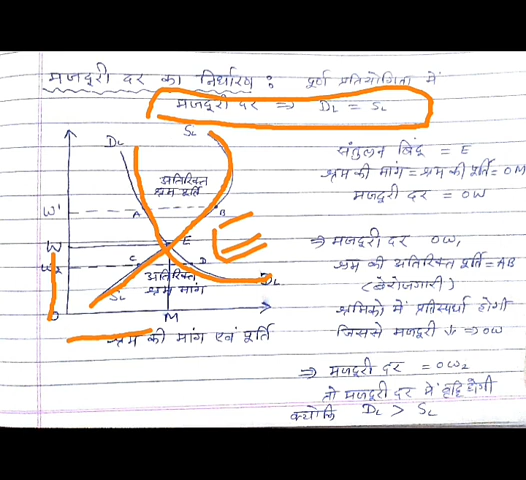 मजदूरी दर का निर्धारण : पूर्ण प्रतियोगिता में
मजदूरी दर ⇒ DL = SL
DL
SL
अतिरिक्त
श्रम पूर्ति
W'
A
B
W
E
W2
C
D
अतिरिक्त
श्रम मांग
SL
DL
O
M
श्रम की मांग एवं पूर्ति
संतुलन बिंदू = E
श्रम की मांग = श्रम की पूर्ति = OM
मजदूरी दर = OW
⇒ मजदूरी दर OW,
श्रम की अतिरिक्त पूर्ति = AB
(बेरोजगारी)
श्रमिकों में प्रतिस्पर्धा होगी
जिससे मजदूरी ↓ ⇒ OW
⇒ मजदूरी दर = OW2
तो मजदूरी दर में वृद्दि होगी
क्योकि DL > SL